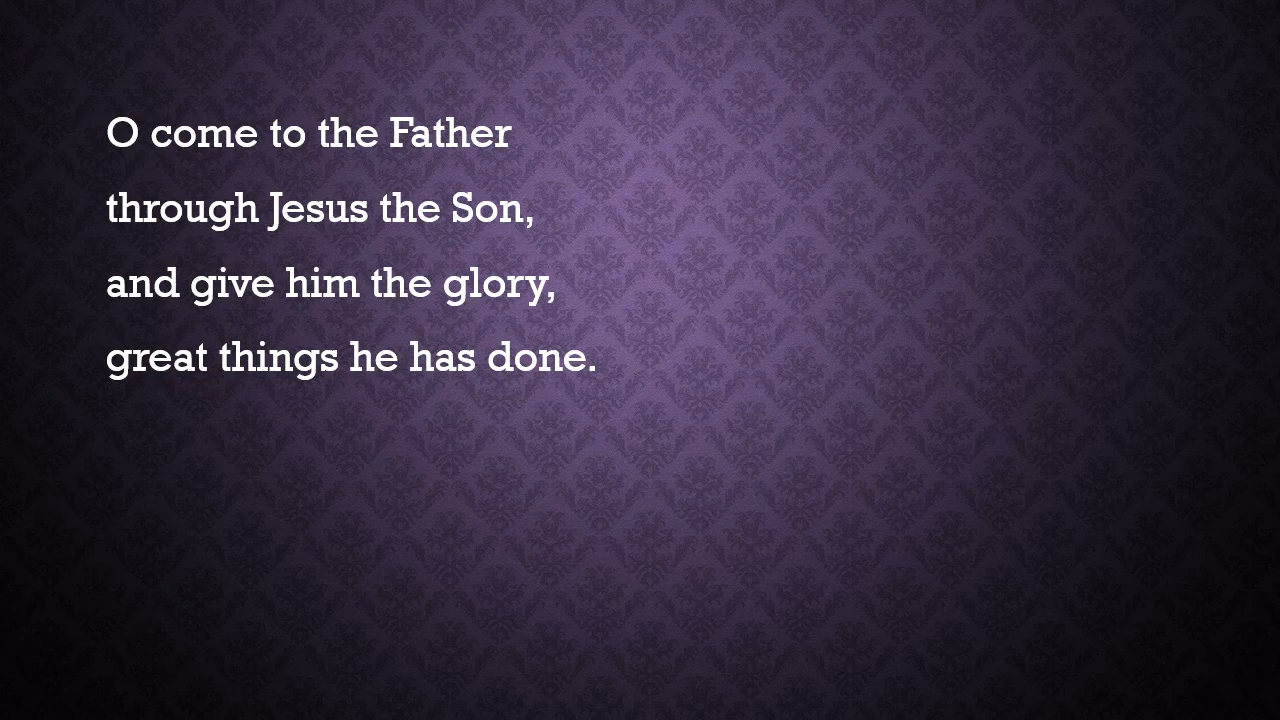 O come to the Father
through Jesus the Son,
and give him the glory,
great things he has done.